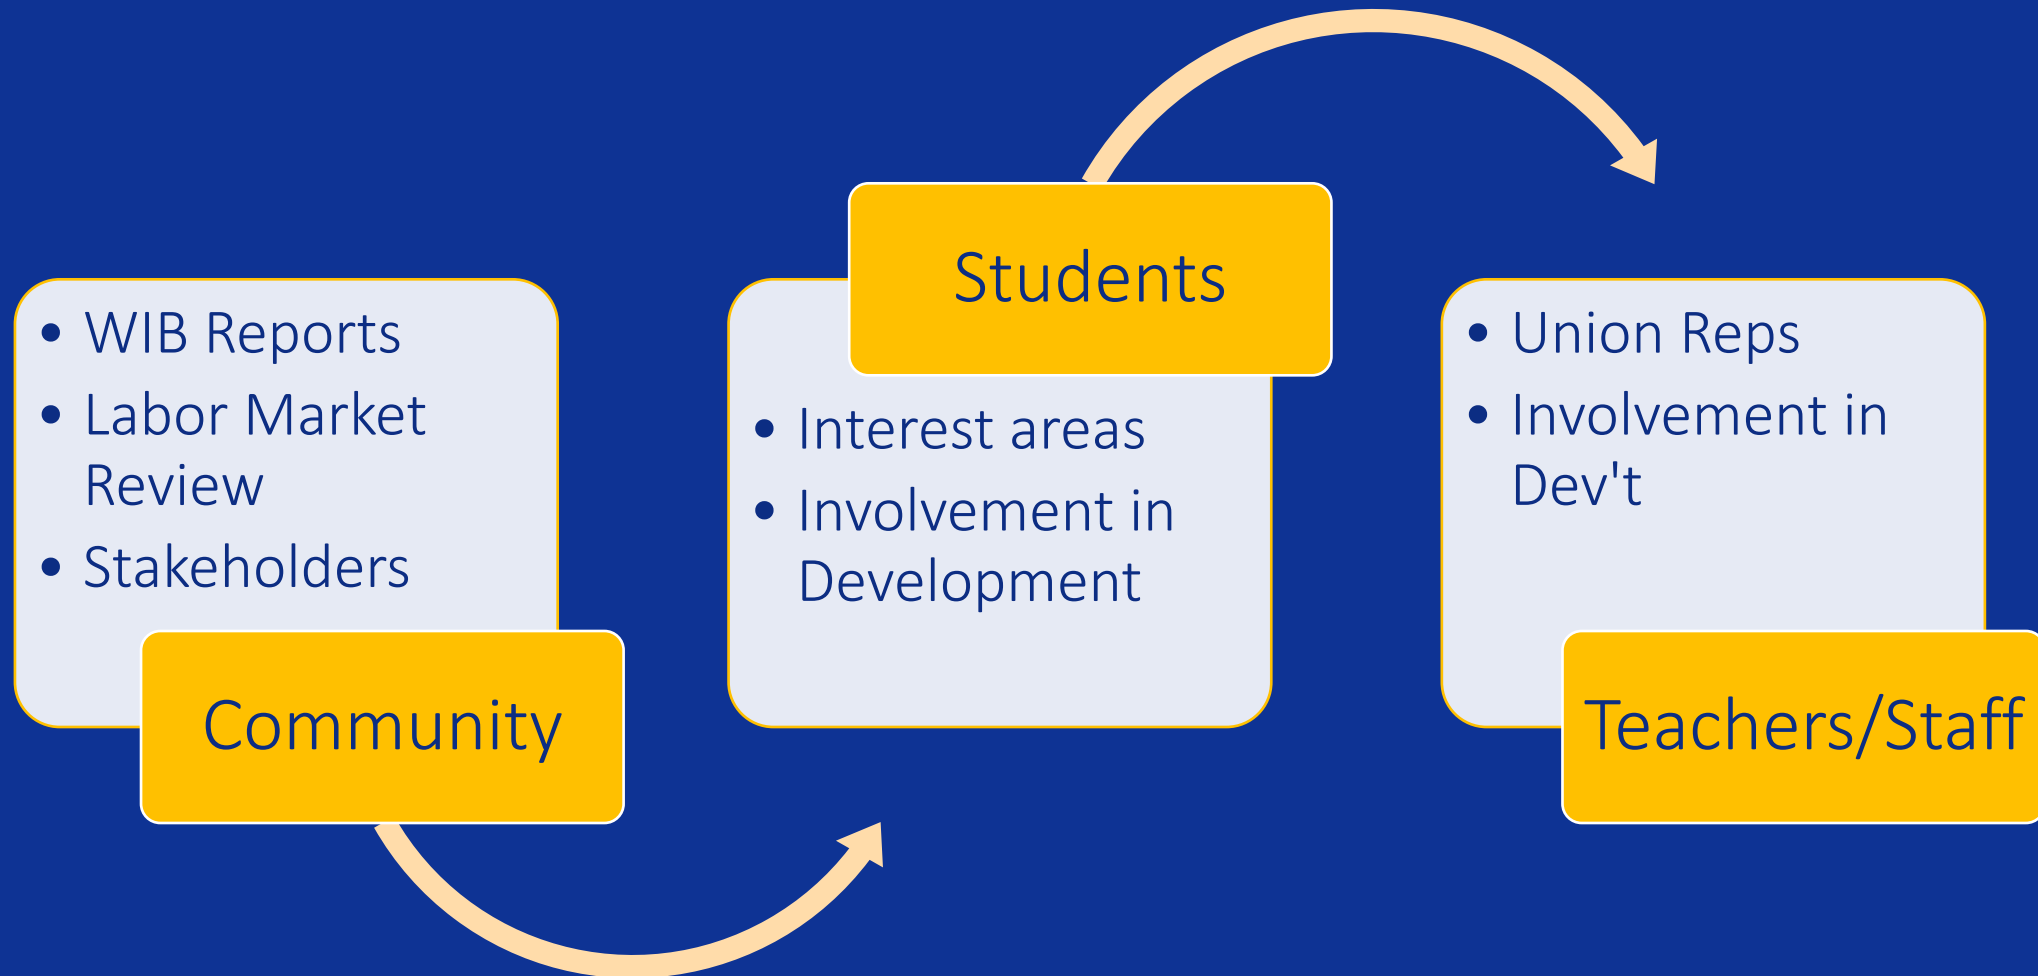 • WIB Reports
• Labor Market
Review
• Stakeholders
Community
Students
• Interest areas
• Involvement in
Development
• Union Reps
• Involvement in
Dev't
Teachers/Staff